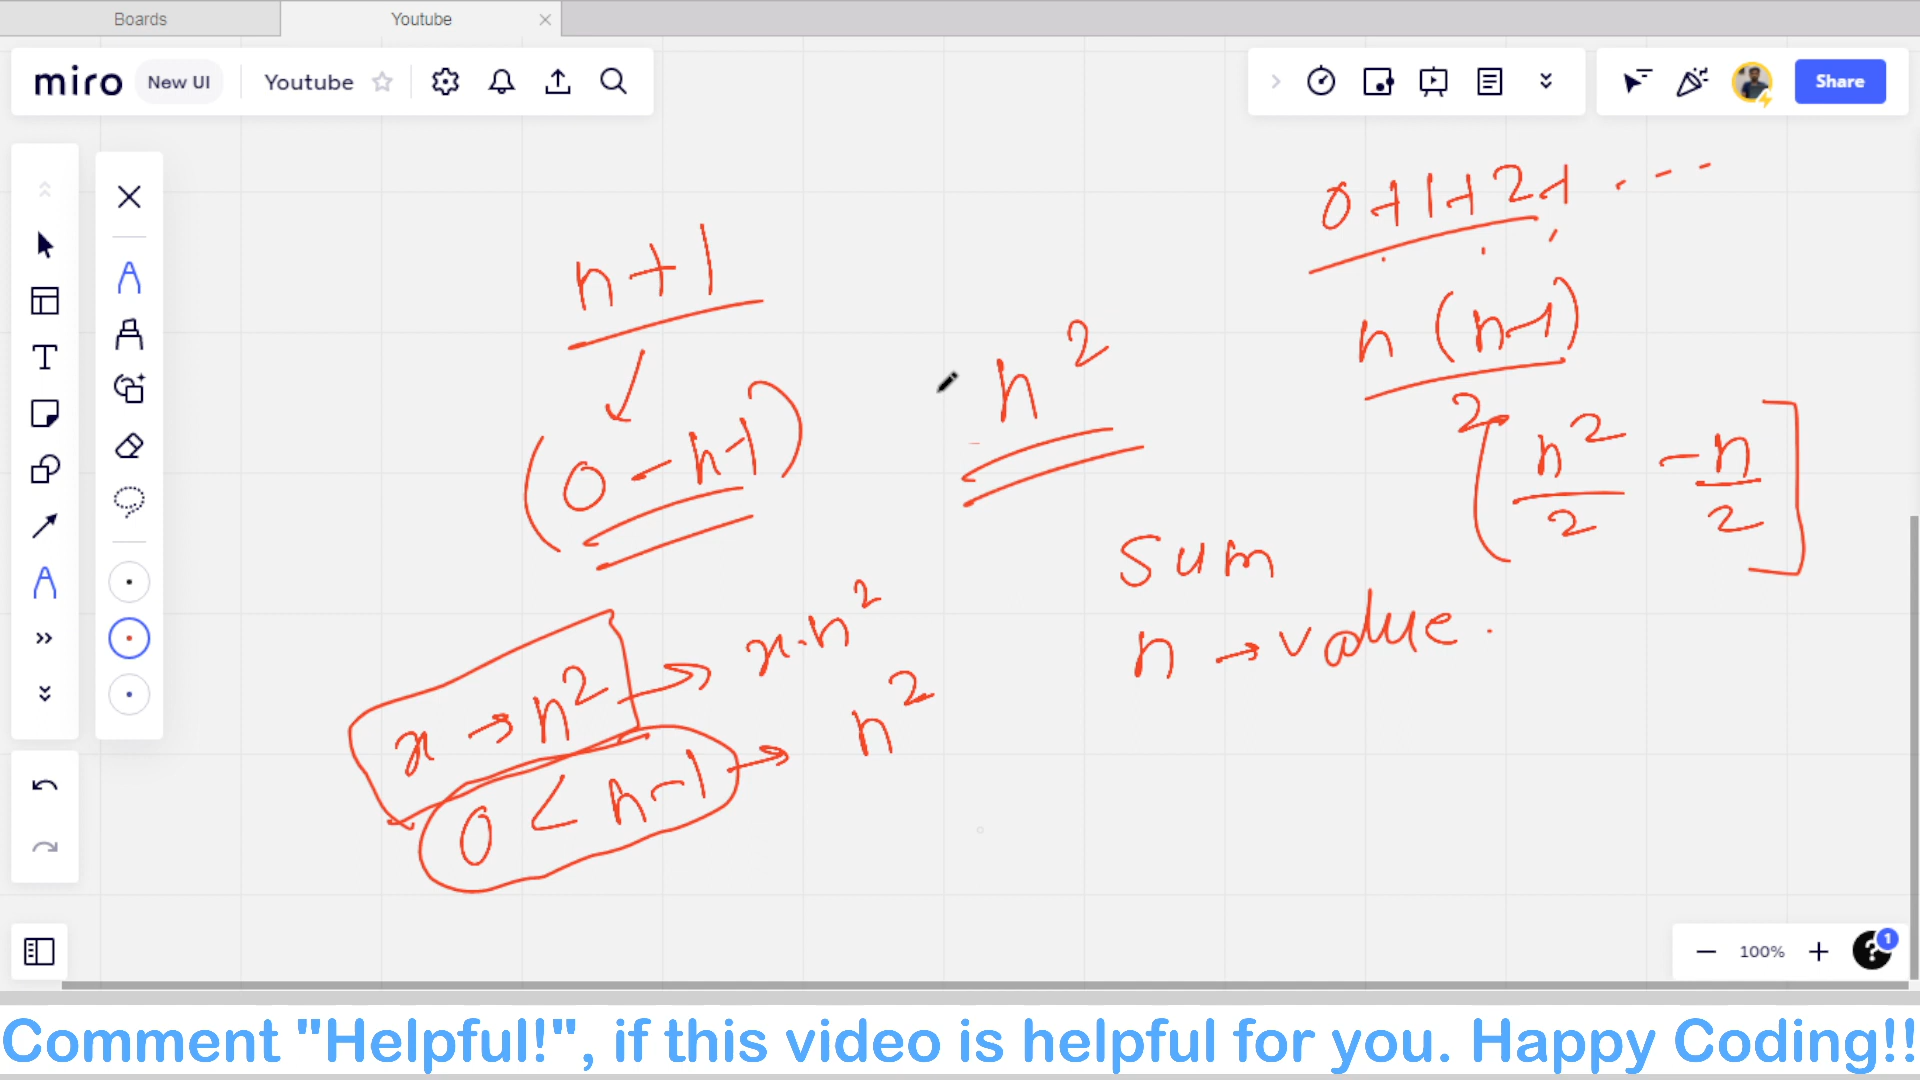 Boards
Youtube
miro
New UI
Youtube
Share
n+1
(0-n-1)
n²
0+1+2+...
n(n-1)
2
[n²/2 - n/2]
Sum
n → value.
x → n² → x.n²
0 < n-1 → n²
100%
1
Comment "Helpful!", if this video is helpful for you. Happy Coding!!